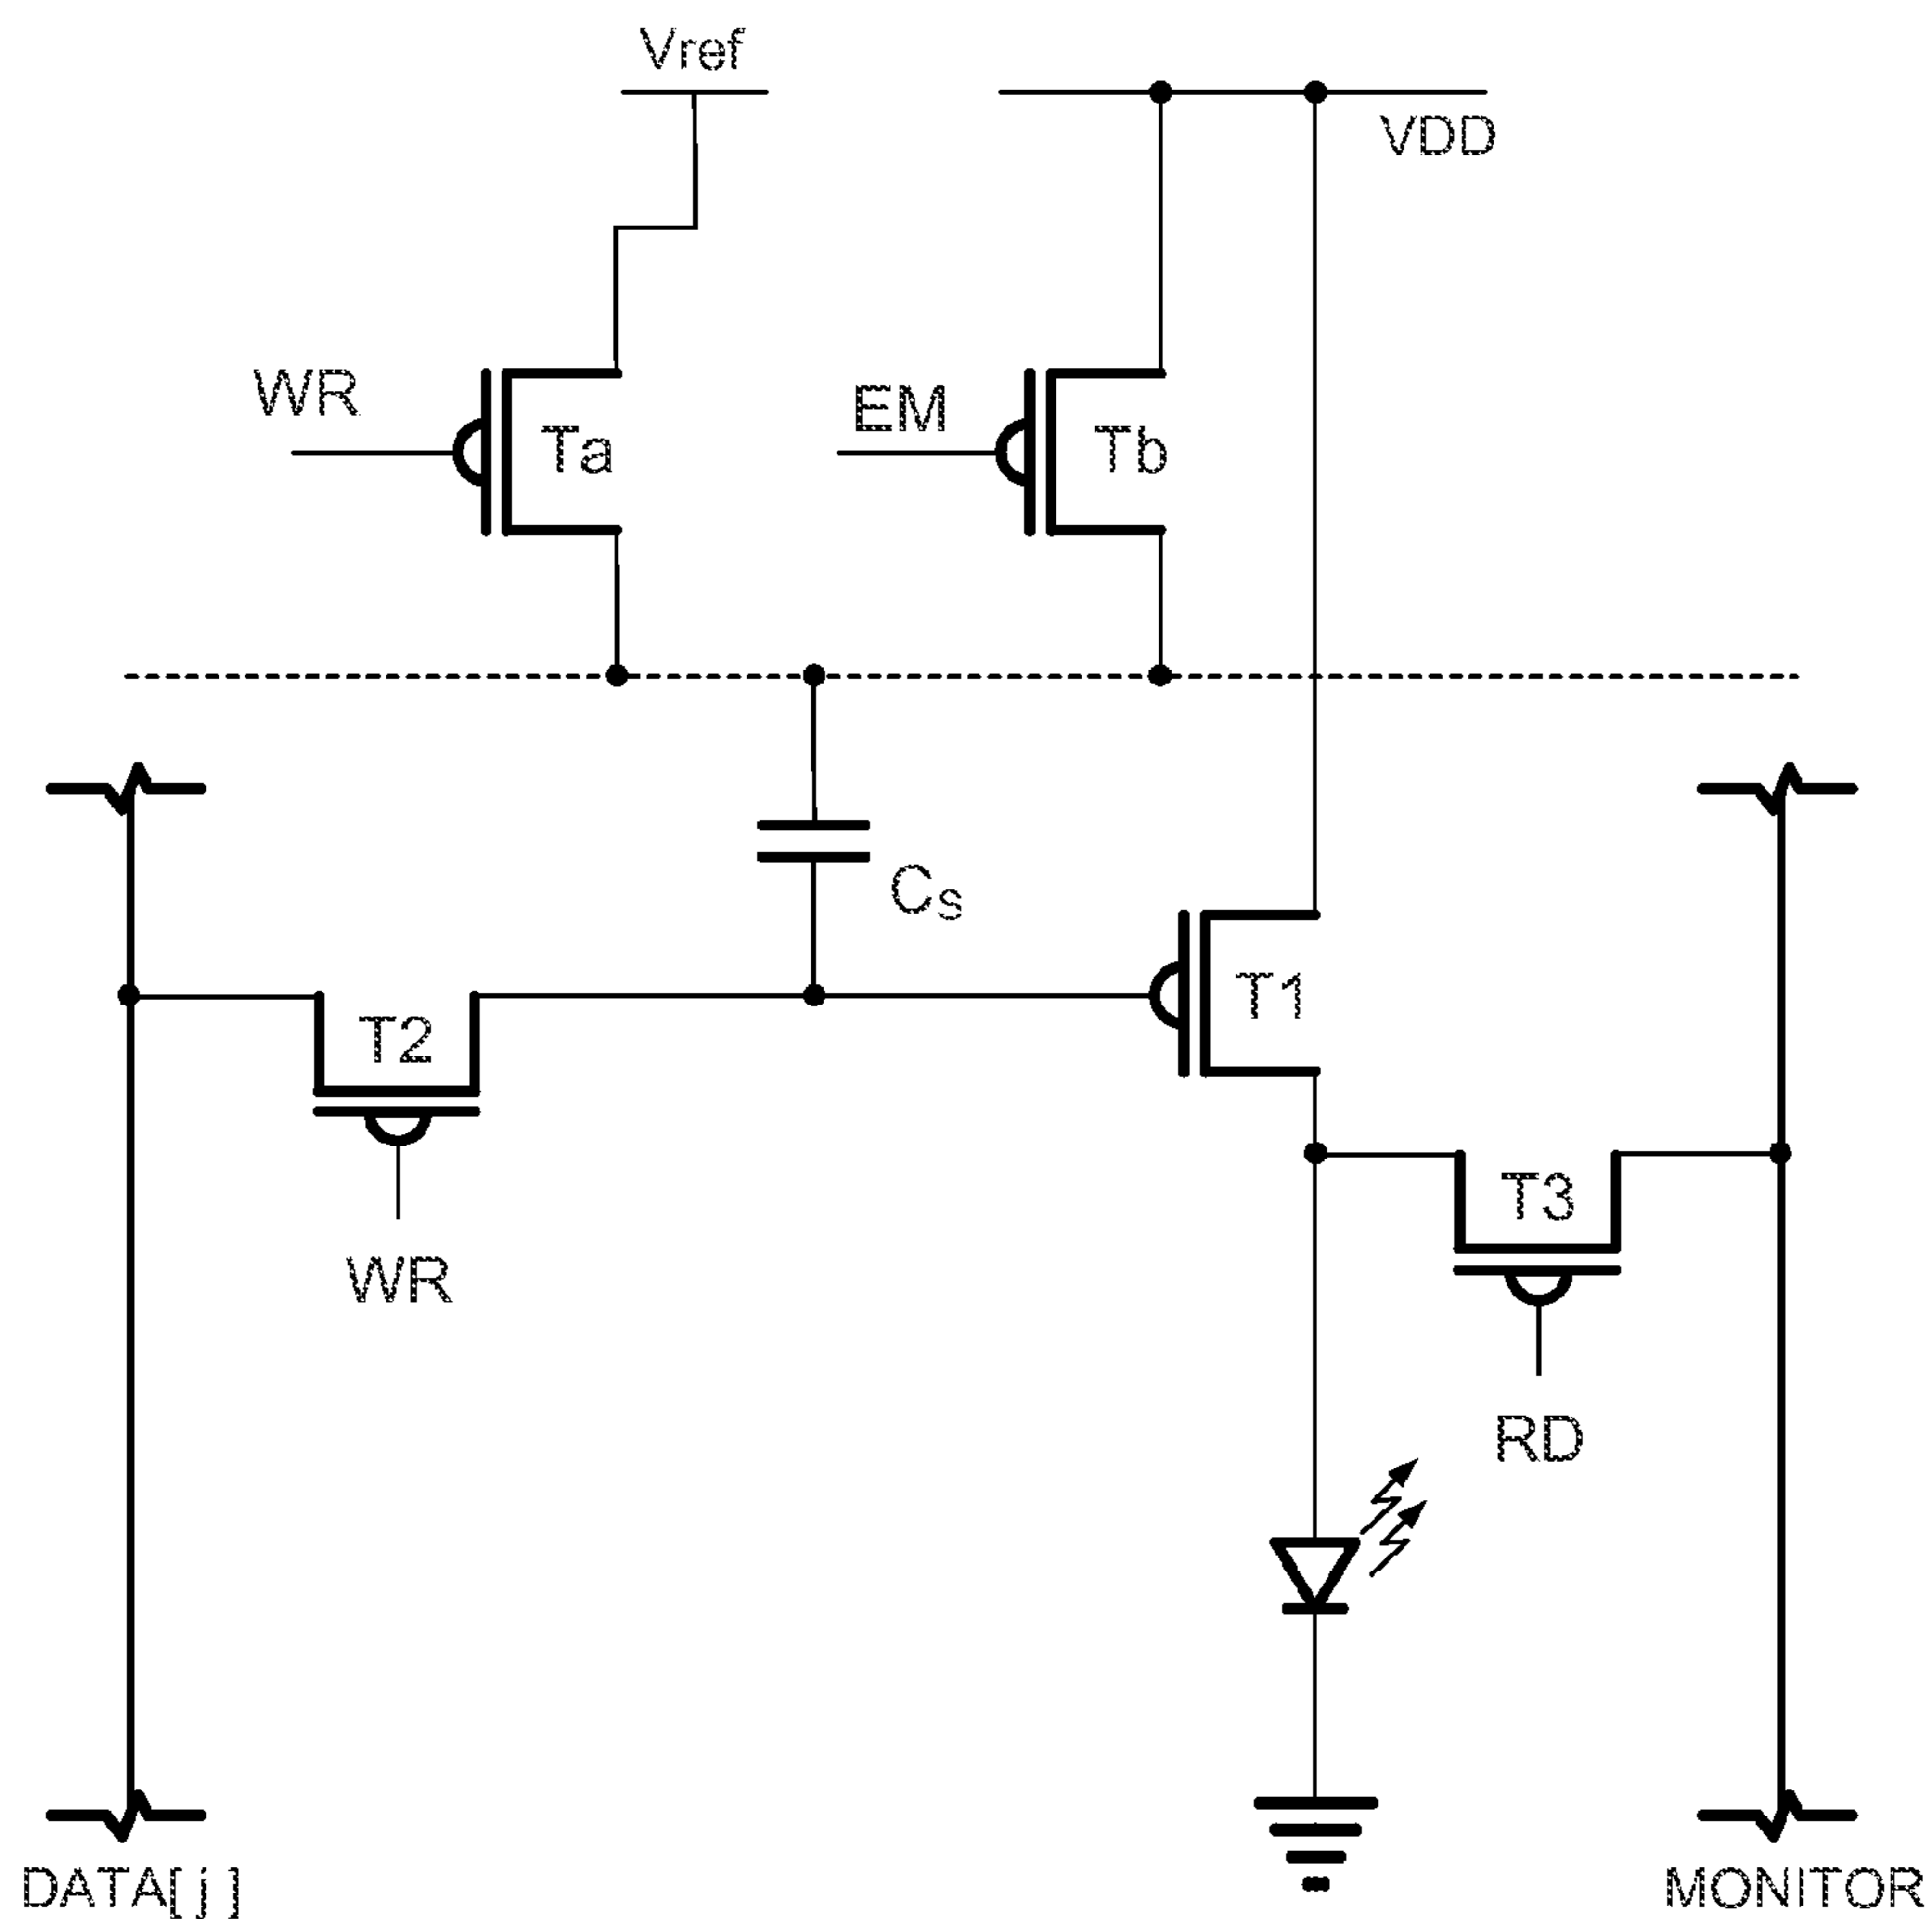 Vref
VDD
WR
Ta
EM
Tb
Cs
T1
T2
WR
T3
RD
DATA[ j ]
MONITOR